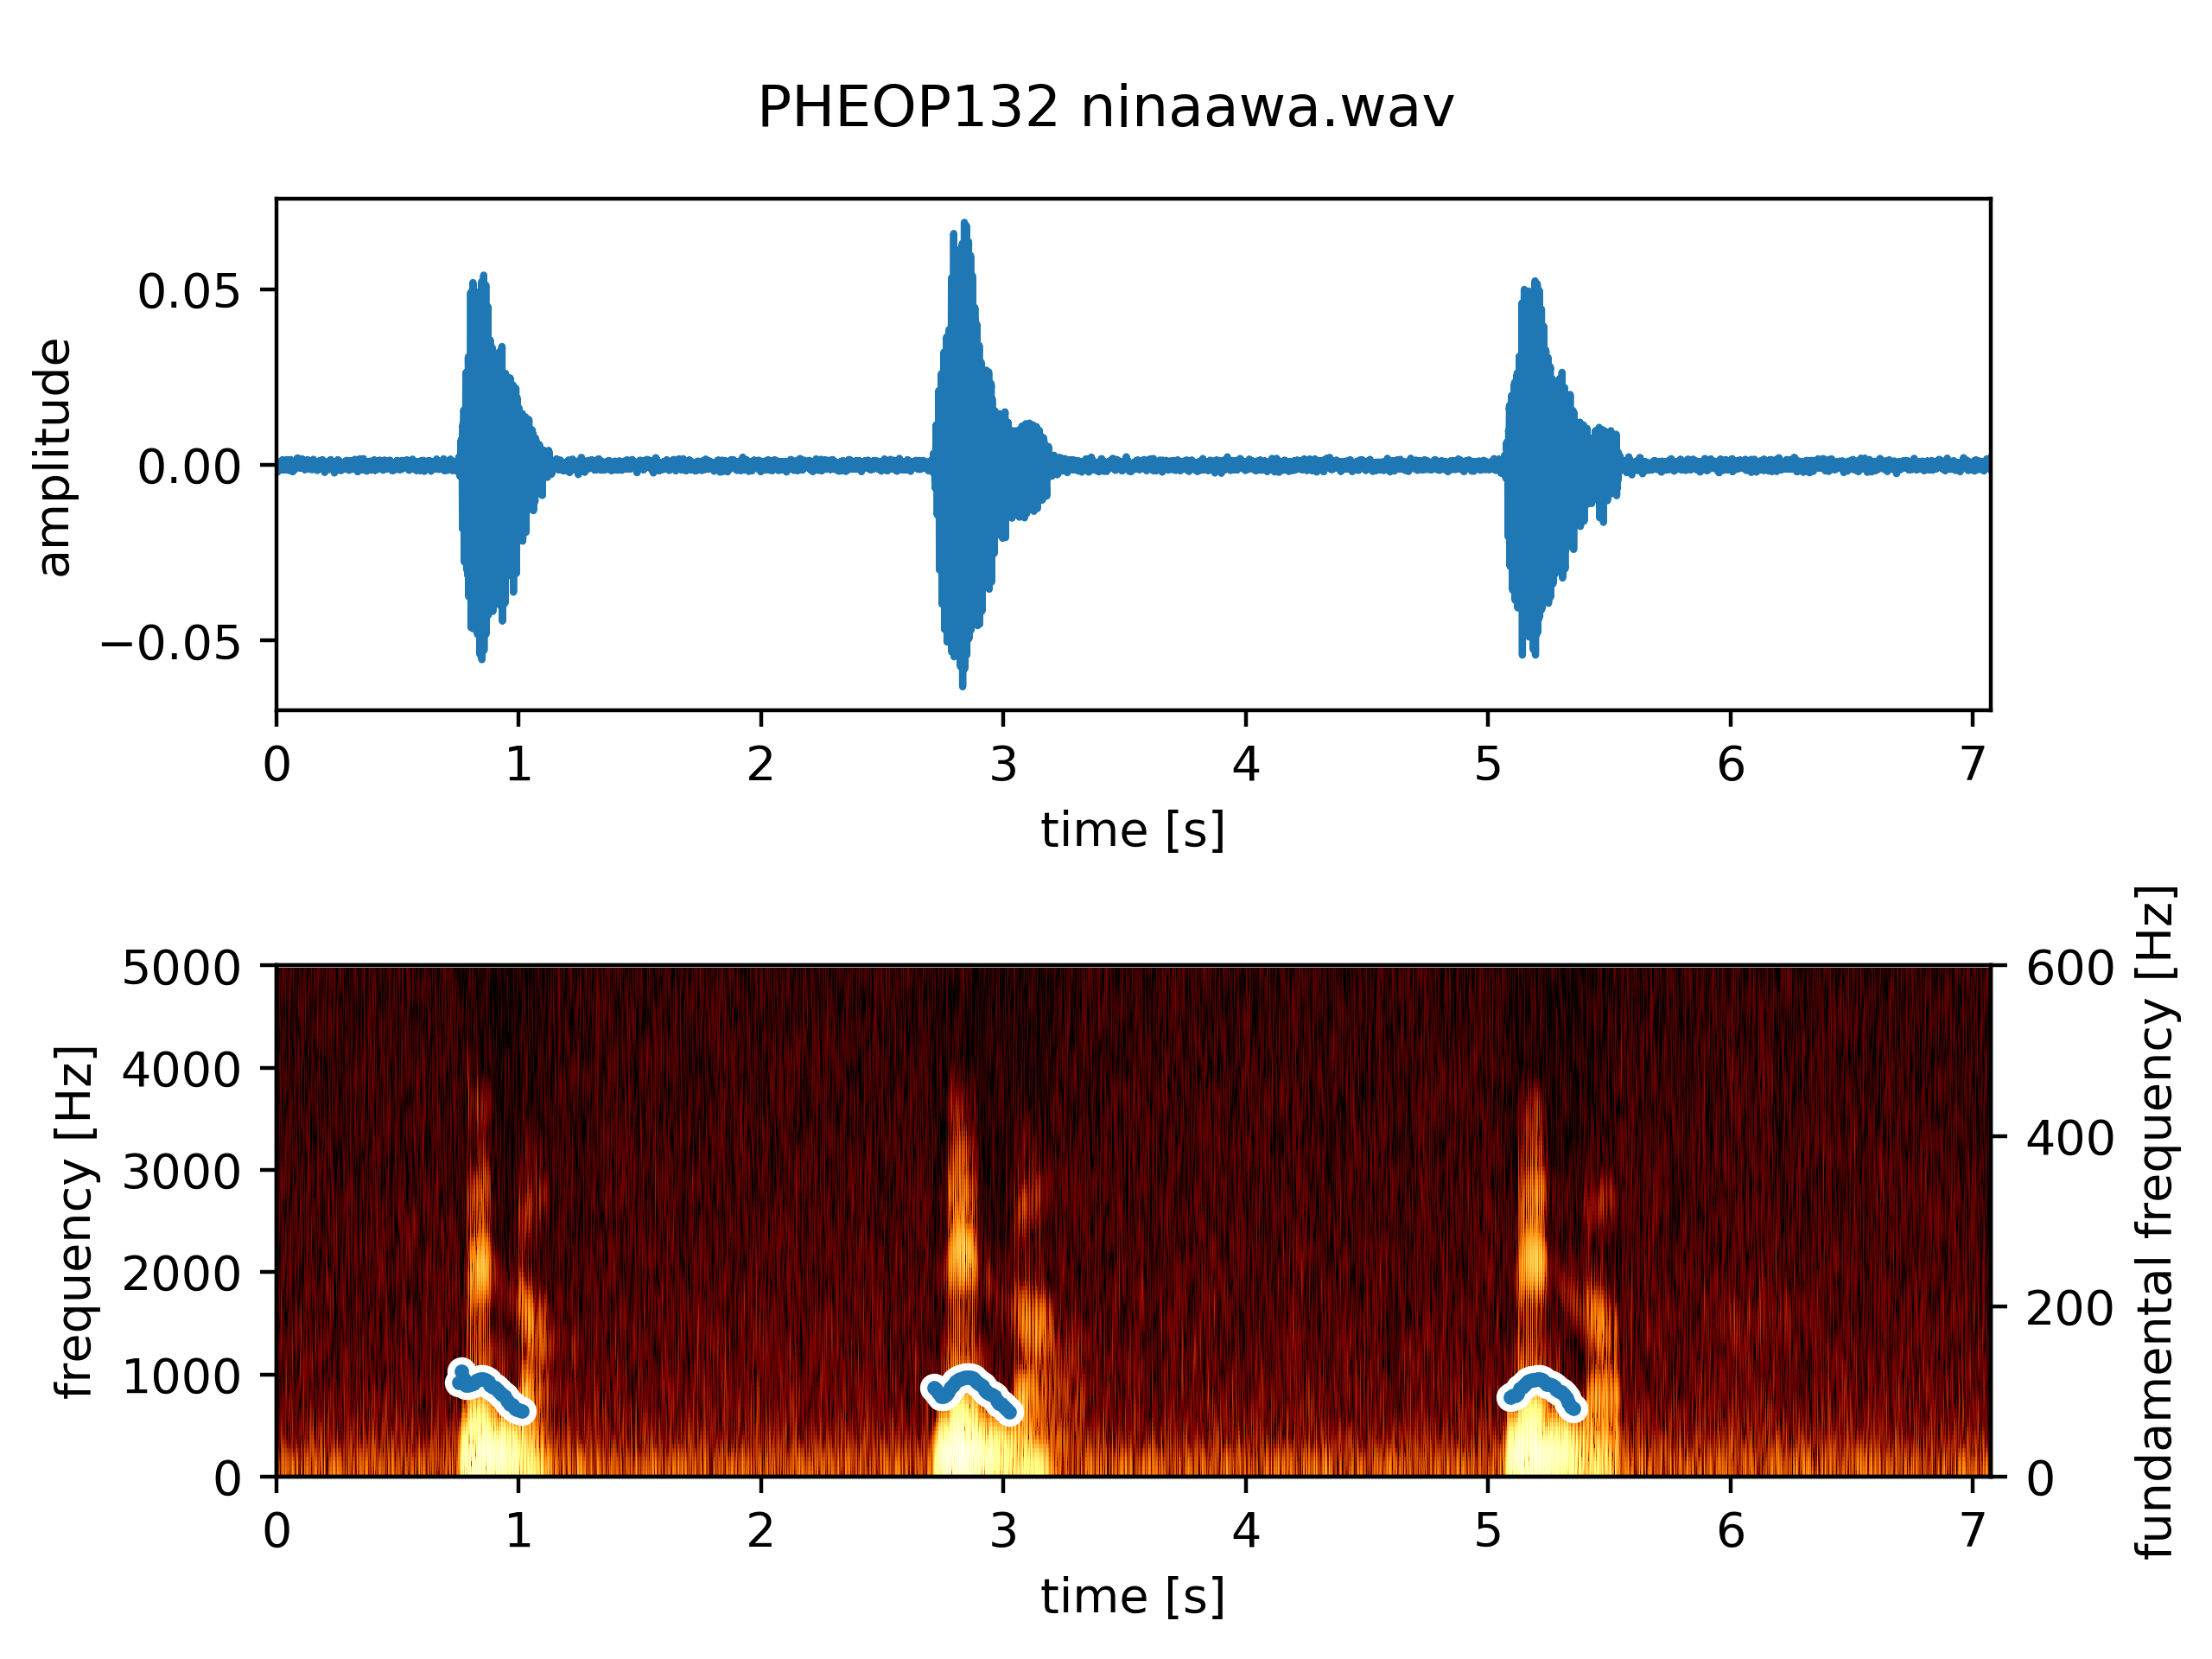 PHEOP132 ninaawa.wav
amplitude
0.05
0.00
−0.05
0 1 2 3 4 5 6 7
time [s]
frequency [Hz]
5000
4000
3000
2000
1000
0
600
400
200
0
fundamental frequency [Hz]
0 1 2 3 4 5 6 7
time [s]